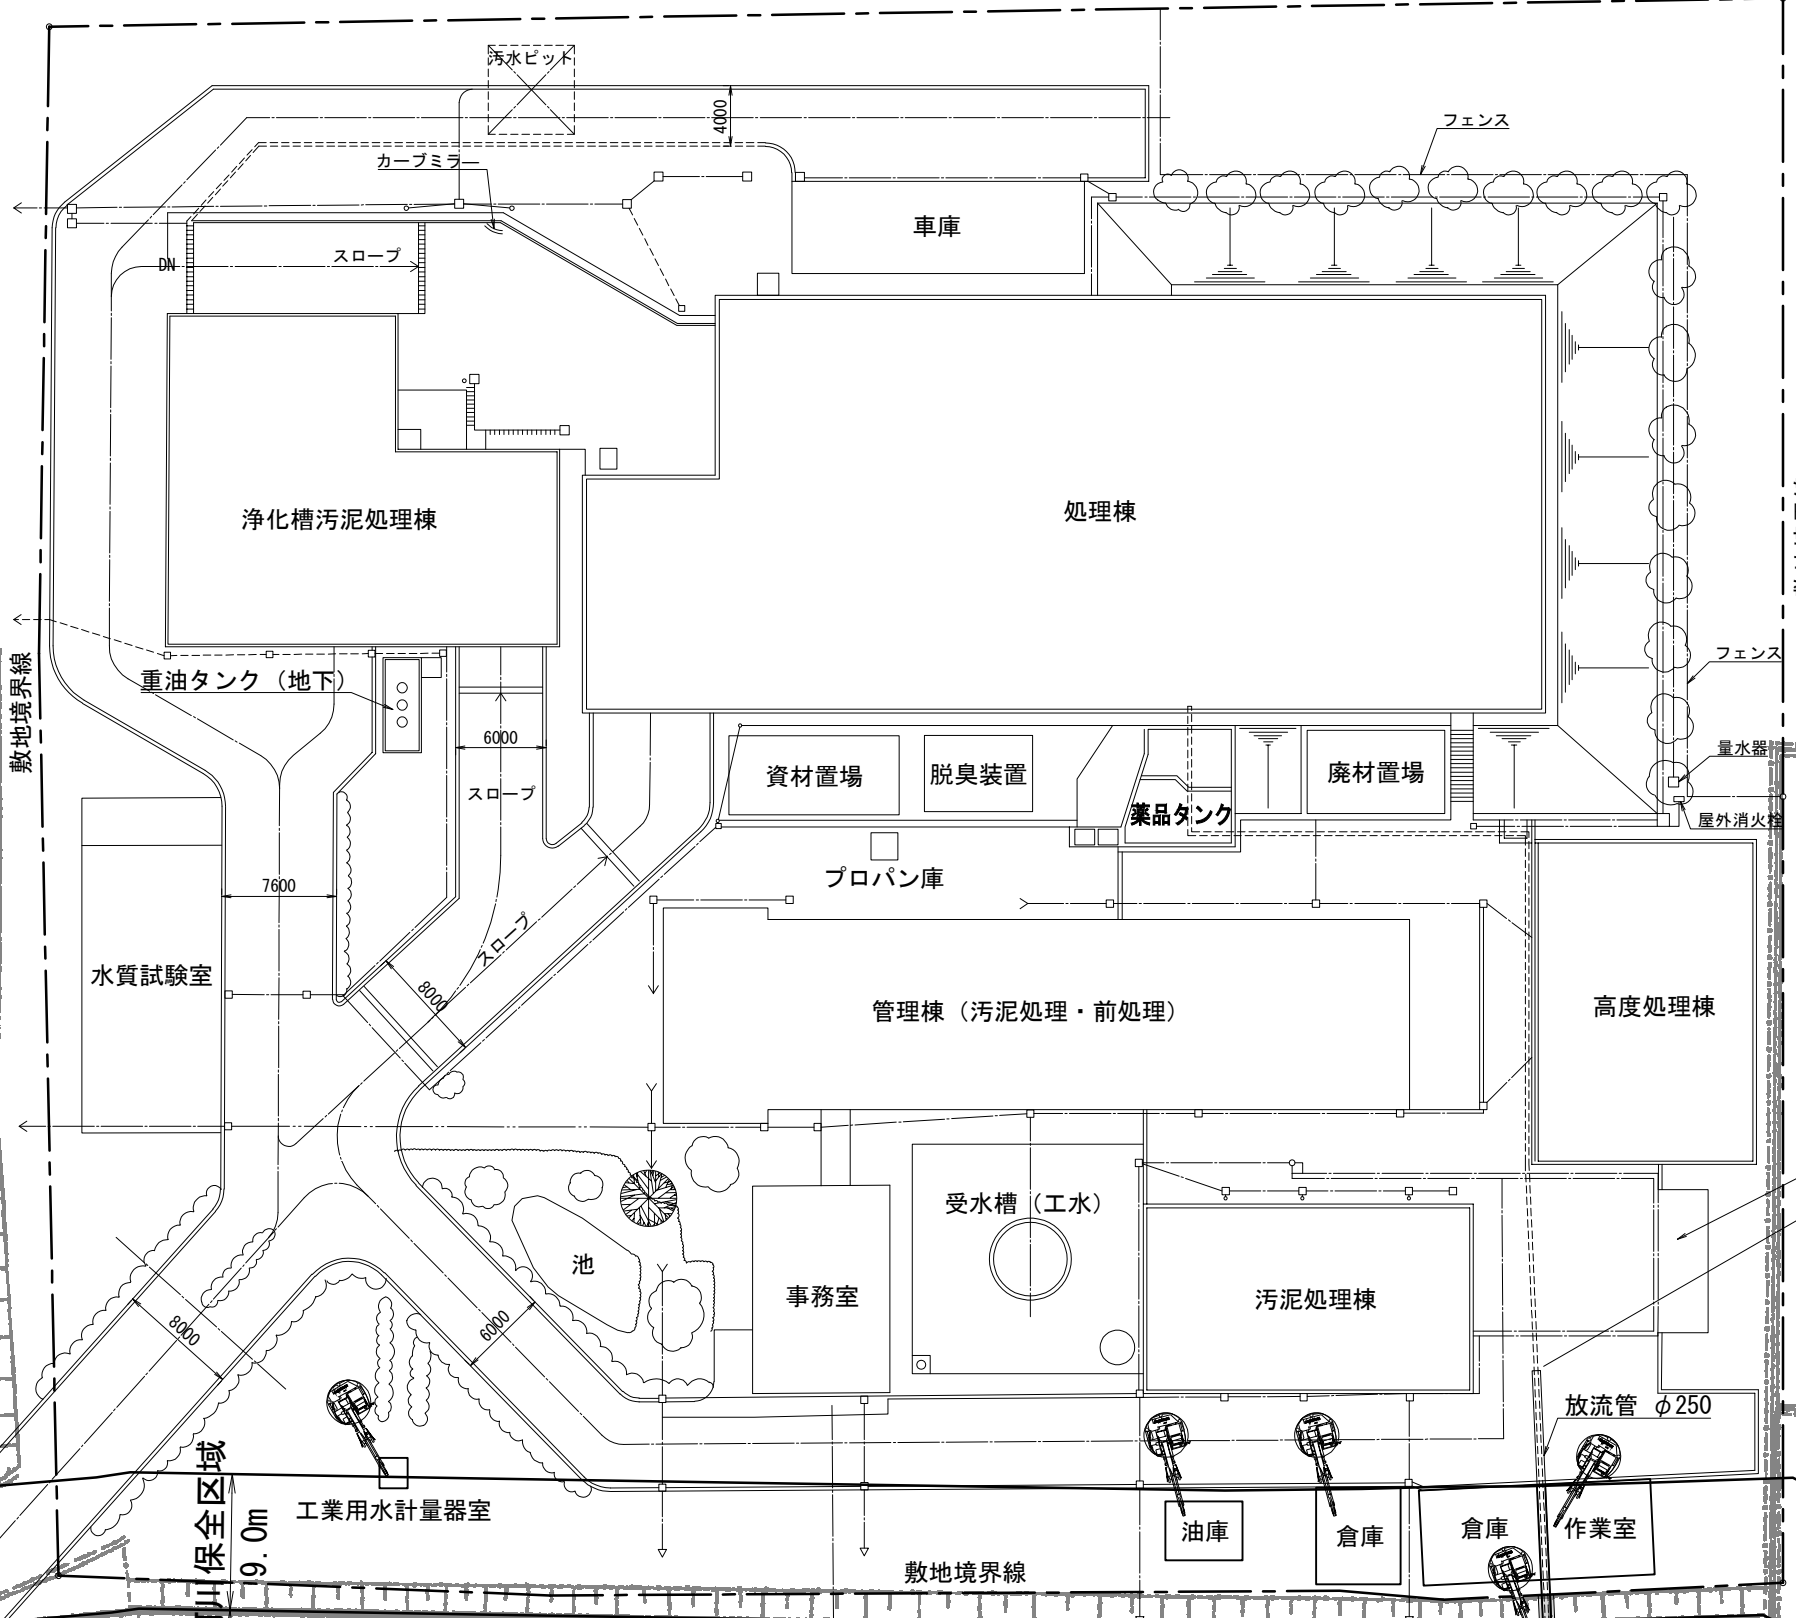 汚水ピット
4000
フェンス
カーブミラー
車庫
スロープ
DN
浄化槽汚泥処理棟
処理棟
敷地境界線
重油タンク（地下）
フェンス
6000
スロープ
資材置場
脱臭装置
薬品タンク
廃材置場
量水器
屋外消火栓
7600
プロパン庫
水質試験室
スロープ
8000
管理棟（汚泥処理・前処理）
高度処理棟
受水槽（工水）
池
事務室
汚泥処理棟
8000
6000
放流管 φ250
工業用水計量器室
川保全区域
9.0m
油庫
倉庫
倉庫
作業室
敷地境界線